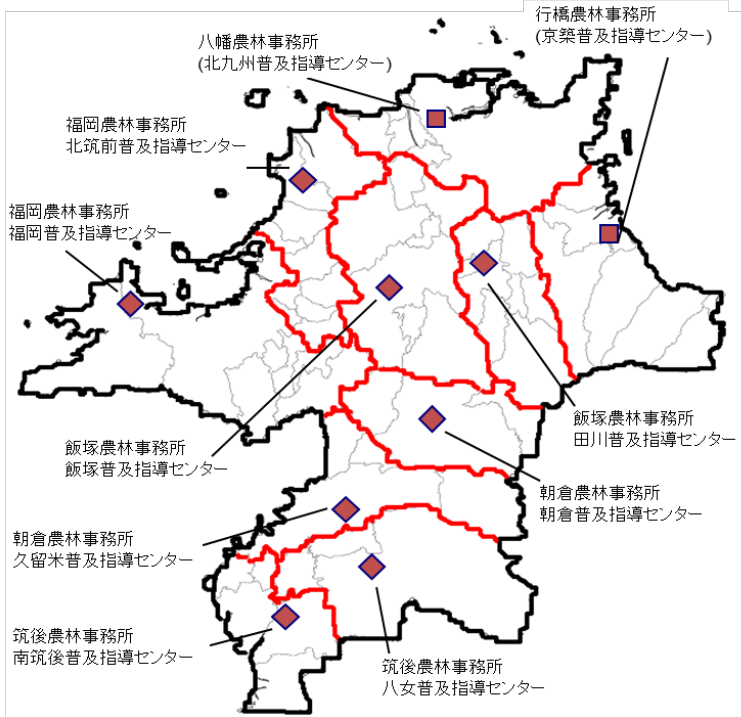 行橋農林事務所
(京築普及指導センター)
八幡農林事務所
(北九州普及指導センター)
福岡農林事務所
北筑前普及指導センター
福岡農林事務所
福岡普及指導センター
飯塚農林事務所
田川普及指導センター
飯塚農林事務所
飯塚普及指導センター
朝倉農林事務所
朝倉普及指導センター
朝倉農林事務所
久留米普及指導センター
筑後農林事務所
南筑後普及指導センター
筑後農林事務所
八女普及指導センター